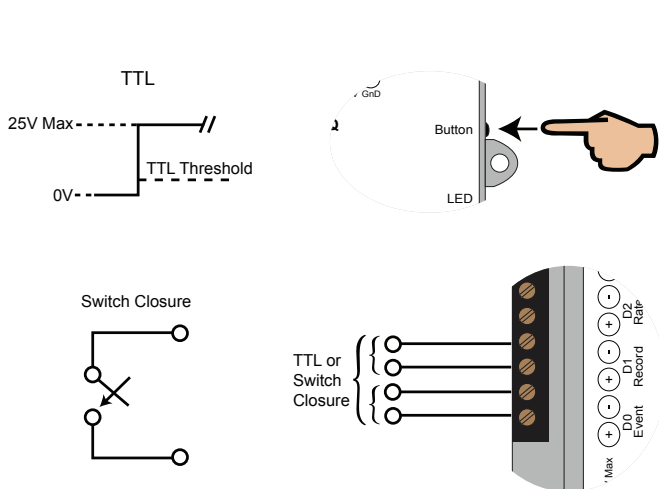 TTL
25V Max
TTL Threshold
0V
GnD
Button
LED
Switch Closure
TTL or
Switch
Closure
-
+
D2
Rate
-
+
D1
Record
-
+
D0
Event
Max